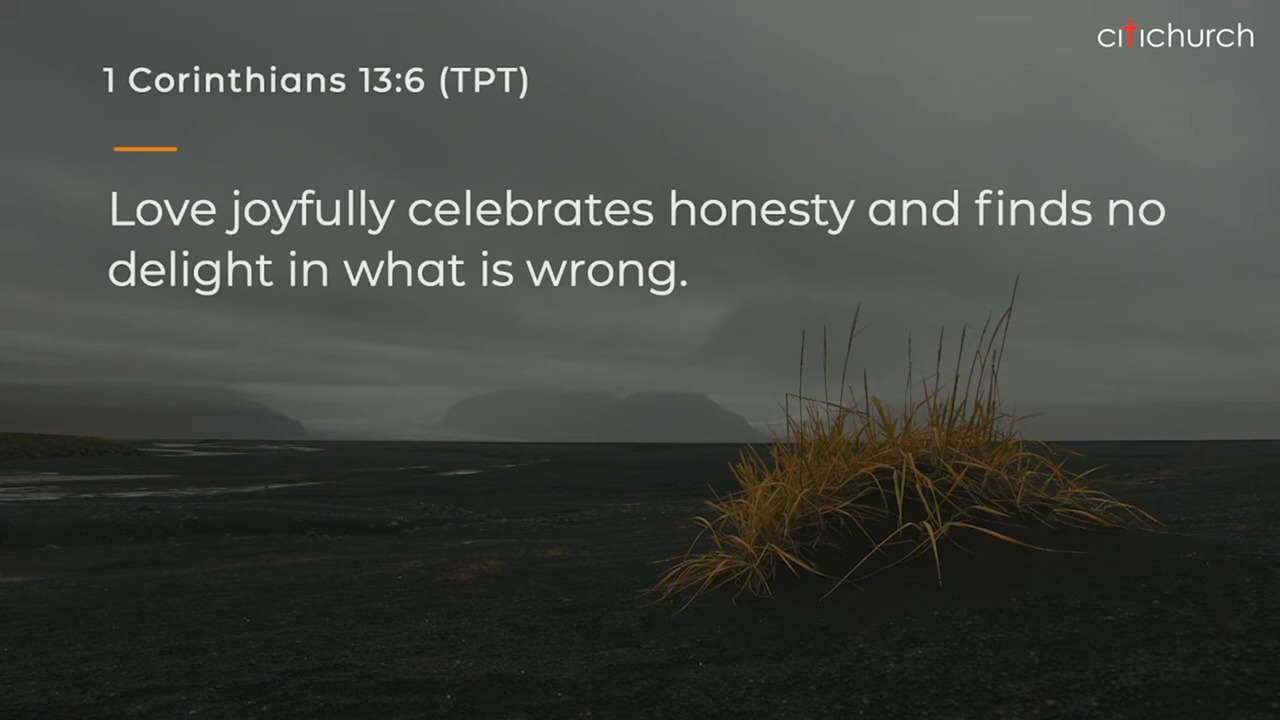 citichurch
1 Corinthians 13:6 (TPT)
Love joyfully celebrates honesty and finds no
delight in what is wrong.